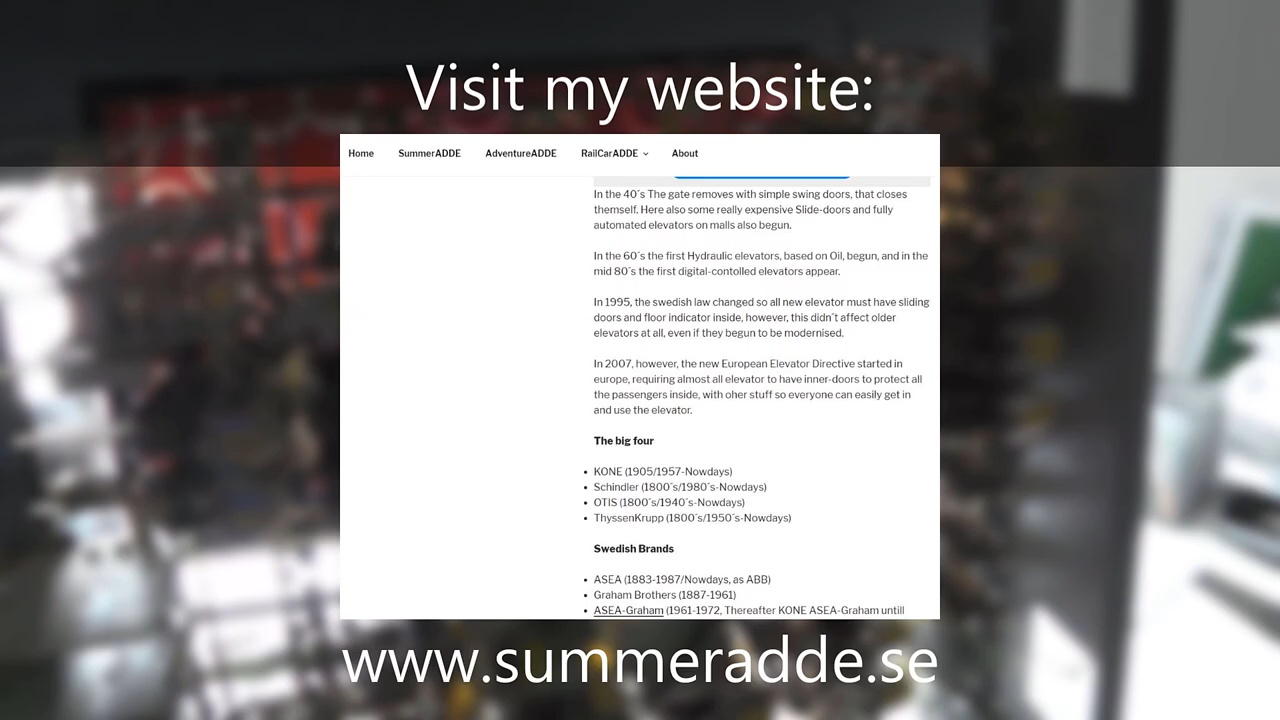 Visit my website:
Home SummerADDE AdventureADDE RailCarADDE About
In the 40´s The gate removes with simple swing doors, that closes
themself. Here also some really expensive Slide-doors and fully
automated elevators on malls also begun.
In the 60´s the first Hydraulic elevators, based on Oil, begun, and in the
mid 80´s the first digital-contolled elevators appear.
In 1995, the swedish law changed so all new elevator must have sliding
doors and floor indicator inside, however, this didn´t affect older
elevators at all, even if they begun to be modernised.
In 2007, however, the new European Elevator Directive started in
europe, requiring almost all elevator to have inner-doors to protect all
the passengers inside, with oher stuff so everyone can easily get in
and use the elevator.
The big four
• KONE (1905/1957-Nowdays)
• Schindler (1800´s/1980´s-Nowdays)
• OTIS (1800´s/1940´s-Nowdays)
• ThyssenKrupp (1800´s/1950´s-Nowdays)
Swedish Brands
• ASEA (1883-1987/Nowdays, as ABB)
• Graham Brothers (1887-1961)
• ASEA-Graham (1961-1972, Thereafter KONE ASEA-Graham untill
www.summeradde.se